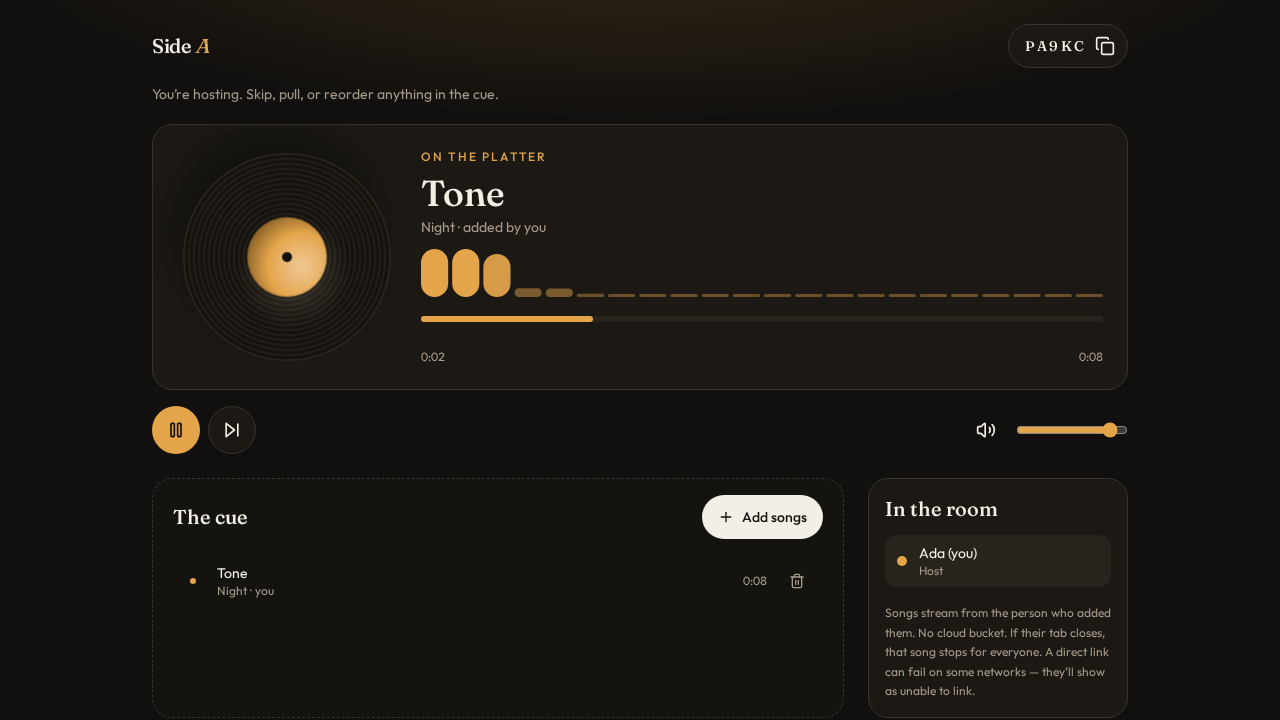 Side A
PA9KC
You're hosting. Skip, pull, or reorder anything in the cue.
ON THE PLATTER
Tone
Night · added by you
0:02
0:08
The cue
Add songs
Tone
Night · you
0:08
In the room
Ada (you)
Host
Songs stream from the person who added
them. No cloud bucket. If their tab closes,
that song stops for everyone. A direct link
can fail on some networks — they'll show
as unable to link.